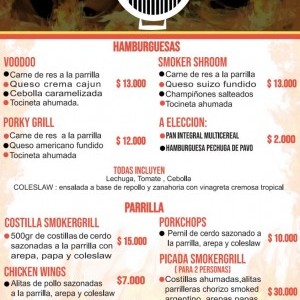 HAMBURGUESAS
VOODOO
Carne de res a la parrilla
Queso crema cajun
Cebolla caramelizada
Tocineta ahumada.
$ 13.000
SMOKER SHROOM
Carne de res a la parrilla
Queso suizo fundido
Champiñones salteados
Tocineta ahumada.
$ 13.000
PORKY GRILL
Carne de res a la parrilla
Queso americano fundido
Tocineta ahumada
$ 12.000
A ELECCION:
PAN INTEGRAL MULTICEREAL
HAMBURGUESA PECHUGA DE PAVO
$ 2.000
TODAS INCLUYEN
Lechuga, Tomate , Cebolla
COLESLAW : ensalada a base de repollo y zanahoria con vinagreta cremosa tropical
PARRILLA
COSTILLA SMOKERGRILL
500gr de costillas de cerdo
sazonadas a la parrilla con
arepa, papa y coleslaw
$ 15.000
PORKCHOPS
Pernil de cerdo sazonado a
la parrilla, arepa y coleslaw
$ 10.000
CHICKEN WINGS
Alitas de pollo sazonadas
a la parrilla, arepa y coleslaw
$7.000
PICADA SMOKEGRILL
( PARA 2 PERSONAS)
Costillas ahumadas,alitas
parrilleras chorizo smoker
argentino, arepas, papas
$ 30.000